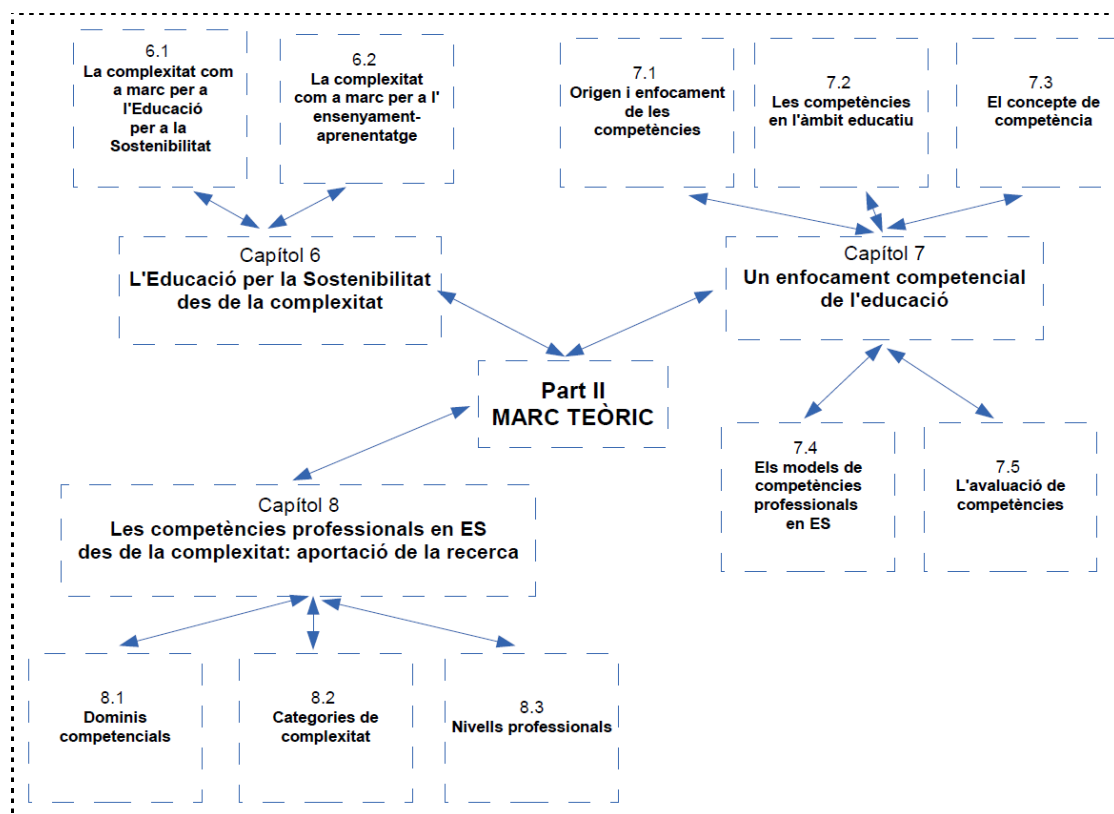 6.1
La complexitat com
a marc per a
l'Educació
per a la
Sostenibilitat
6.2
La complexitat
com a marc per a l'
ensenyament-
aprenentatge
7.1
Origen i enfocament
de les
competències
7.2
Les competències
en l'àmbit educatiu
7.3
El concepte de
competència
Capítol 6
L'Educació per la Sostenibilitat
des de la complexitat
Capítol 7
Un enfocament competencial
de l'educació
Part II
MARC TEÒRIC
7.4
Els models de
competències
professionals
en ES
7.5
L'avaluació de
competències
Capítol 8
Les competències professionals en ES
des de la complexitat: aportació de la recerca
8.1
Dominis
competencials
8.2
Categories de
complexitat
8.3
Nivells professionals